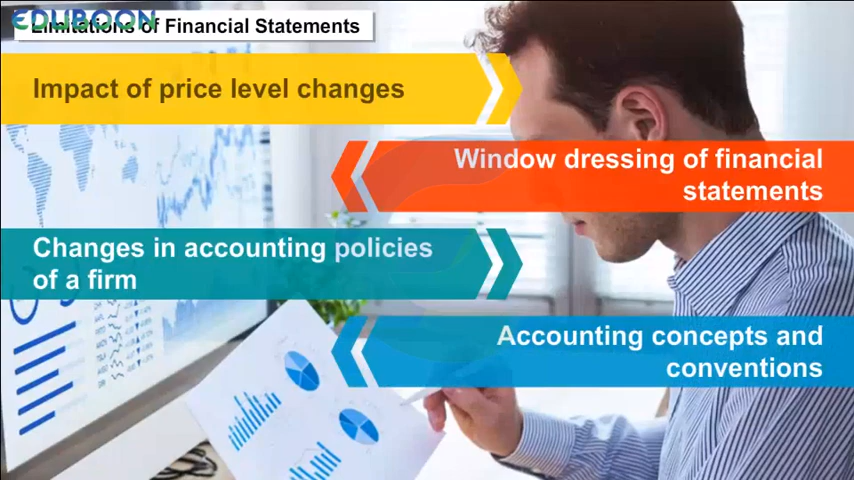 EDUBOON
Limitations of Financial Statements
Impact of price level changes
Window dressing of financial
statements
Changes in accounting policies
of a firm
Accounting concepts and
conventions